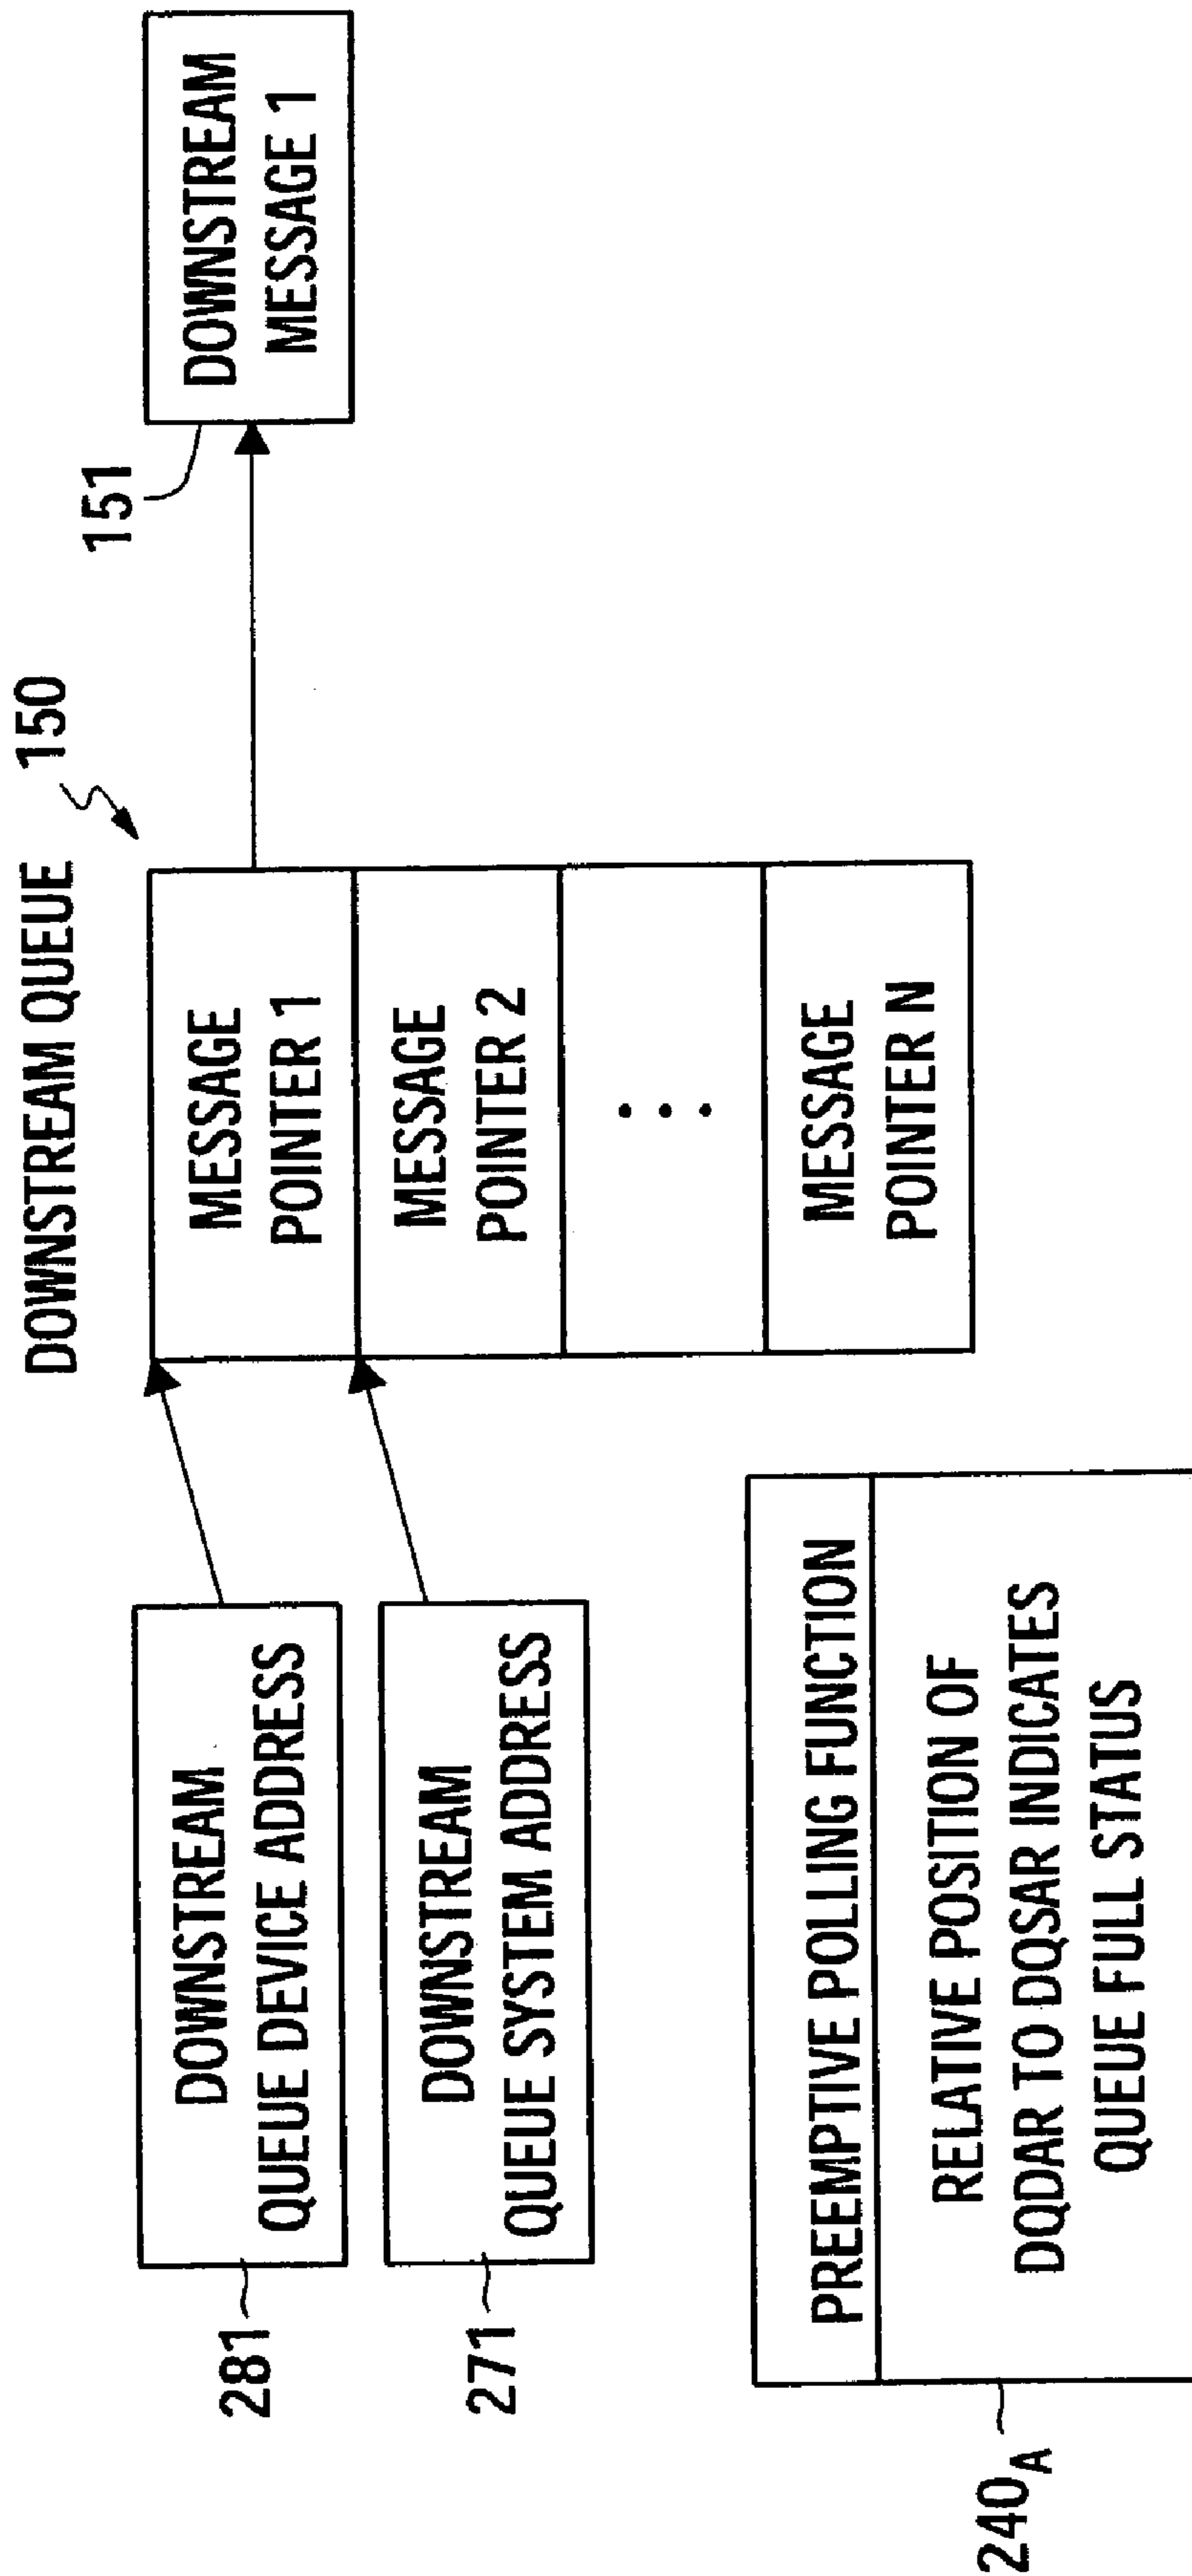 DOWNSTREAM QUEUE
150
281
DOWNSTREAM
QUEUE DEVICE ADDRESS
271
DOWNSTREAM
QUEUE SYSTEM ADDRESS
MESSAGE
POINTER 1
MESSAGE
POINTER 2
...
MESSAGE
POINTER N
151
DOWNSTREAM
MESSAGE 1
240A
PREEMPTIVE POLLING FUNCTION
RELATIVE POSITION OF
DQDAR TO DQSAR INDICATES
QUEUE FULL STATUS